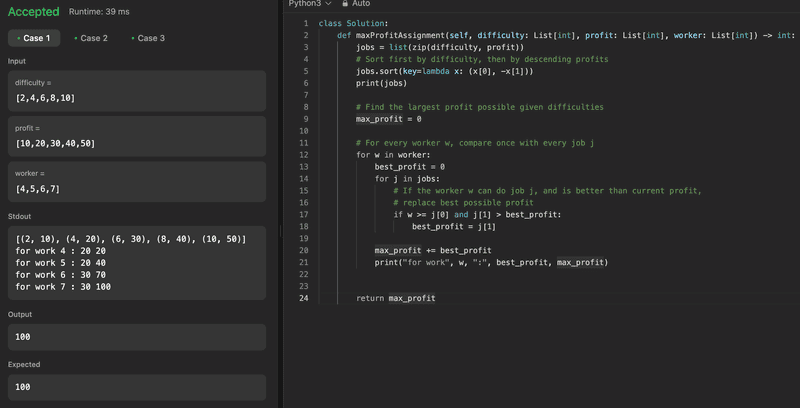 Accepted Runtime: 39 ms
• Case 1 • Case 2 • Case 3
Input
difficulty =
[2,4,6,8,10]
profit =
[10,20,30,40,50]
worker =
[4,5,6,7]
Stdout
[(2, 10), (4, 20), (6, 30), (8, 40), (10, 50)]
for work 4 : 20 20
for work 5 : 20 40
for work 6 : 30 70
for work 7 : 30 100
Output
100
Expected
100
Python3 Auto
1 class Solution:
2 def maxProfitAssignment(self, difficulty: List[int], profit: List[int], worker: List[int]) -> int:
3 jobs = list(zip(difficulty, profit))
4 # Sort first by difficulty, then by descending profits
5 jobs.sort(key=lambda x: (x[0], -x[1]))
6 print(jobs)
7
8 # Find the largest profit possible given difficulties
9 max_profit = 0
10
11 # For every worker w, compare once with every job j
12 for w in worker:
13 best_profit = 0
14 for j in jobs:
15 # If the worker w can do job j, and is better than current profit,
16 # replace best possible profit
17 if w >= j[0] and j[1] > best_profit:
18 best_profit = j[1]
19
20 max_profit += best_profit
21 print("for work", w, ":", best_profit, max_profit)
22
23
24 return max_profit